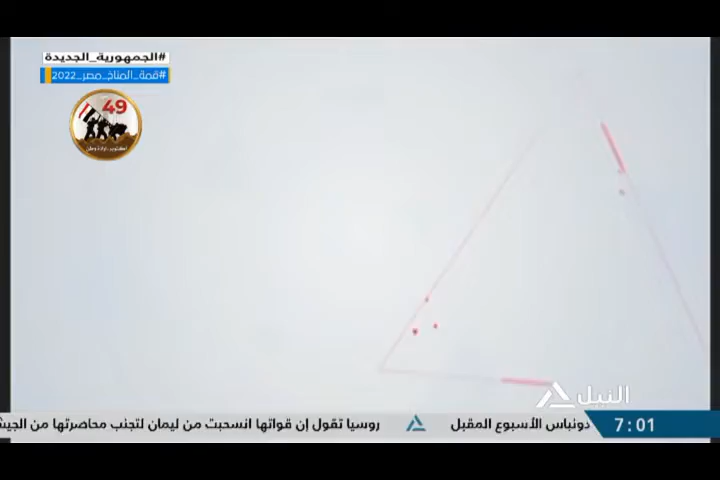 #الجمهورية_الجديدة
#قمة_المناخ_مصر_2022
49
النيل
7:01
دونباس الأسبوع المقبل
روسيا تقول إن قواتها انسحبت من ليمان لتجنب محاصرتها من